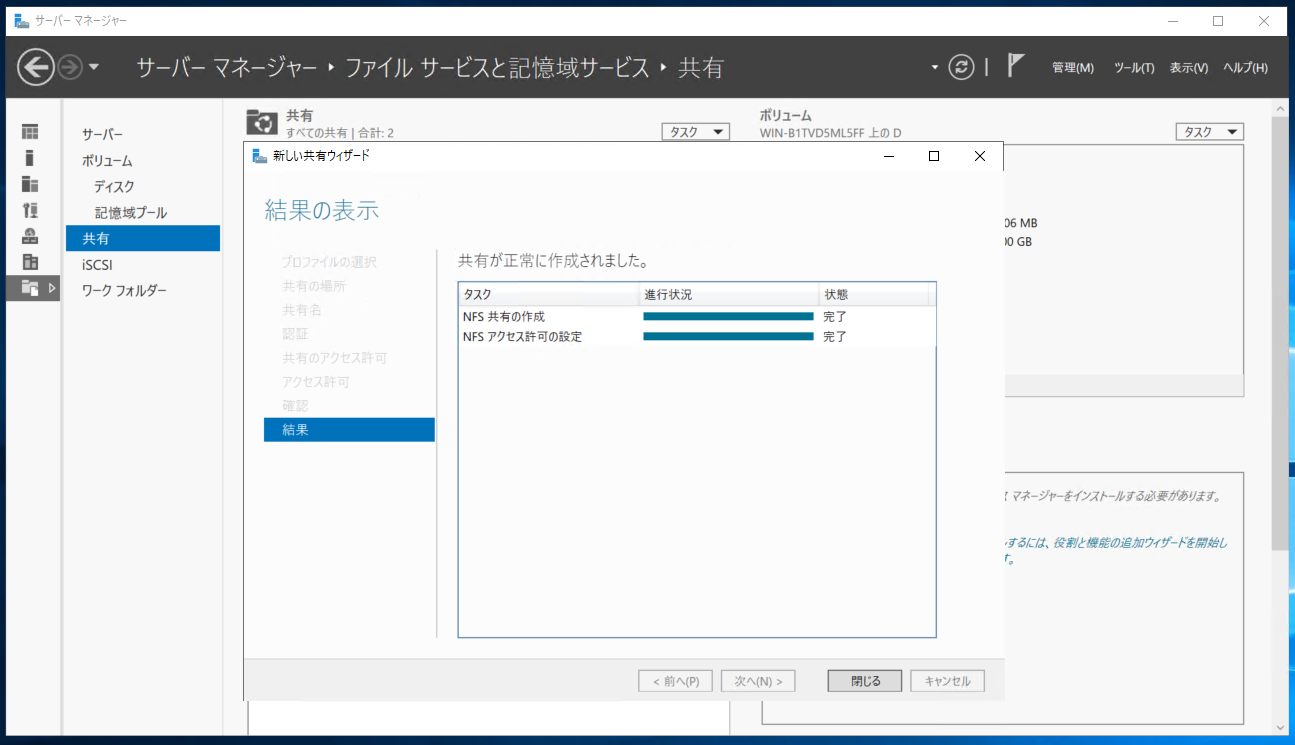 サーバー マネージャー
サーバー マネージャー ・ ファイル サービスと記憶域サービス ・ 共有
管理(M) ツール(T) 表示(V) ヘルプ(H)
サーバー
ボリューム
ディスク
記憶域プール
共有
iSCSI
ワーク フォルダー
共有
すべての共有 | 合計: 2
タスク
ボリューム
WIN-B1TVD5ML5FF 上の D
タスク
新しい共有ウィザード
結果の表示
プロファイルの選択
共有の場所
共有名
認証
共有のアクセス許可
アクセス許可
確認
結果
共有が正常に作成されました。
タスク 進行状況 状態
NFS 共有の作成 完了
NFS アクセス許可の設定 完了
< 前へ(P) 次へ(N) > 閉じる キャンセル
06 MB
0 GB
マネージャーをインストールする必要があります。
するには、役割と機能の追加ウィザードを開始し
す。